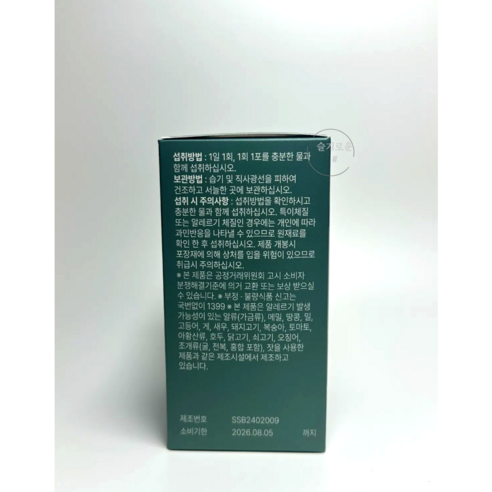 슬기로운
섭취방법 : 1일 1회, 1회 1포를 충분한 물과
함께 섭취하십시오.
보관방법 : 습기 및 직사광선을 피하여
건조하고 서늘한 곳에 보관하십시오.
섭취 시 주의사항 : 섭취방법을 확인하시고
충분한 물과 함께 섭취하십시오. 특이체질
또는 알레르기 체질인 경우에는 개인에 따라
과민반응을 나타낼 수 있으므로 원재료를
확인 한 후 섭취하십시오. 제품 개봉시
포장재에 의해 상처를 입을 위험이 있으므로
취급시 주의하십시오.
※ 본 제품은 공정거래위원회 고시 소비자
분쟁해결기준에 의거 교환 또는 보상 받으실
수 있습니다. ※ 부정 · 불량식품 신고는
국번없이 1399 ※ 본 제품은 알레르기 발생
가능성이 있는 알류(가금류), 메밀, 땅콩, 밀,
고등어, 게, 새우, 돼지고기, 복숭아, 토마토,
아황산류, 호두, 닭고기, 쇠고기, 오징어,
조개류(굴, 전복, 홍합 포함), 잣을 사용한
제품과 같은 제조시설에서 제조하고
있습니다.
제조번호 SSB2402009
소비기한 2026.08.05 까지